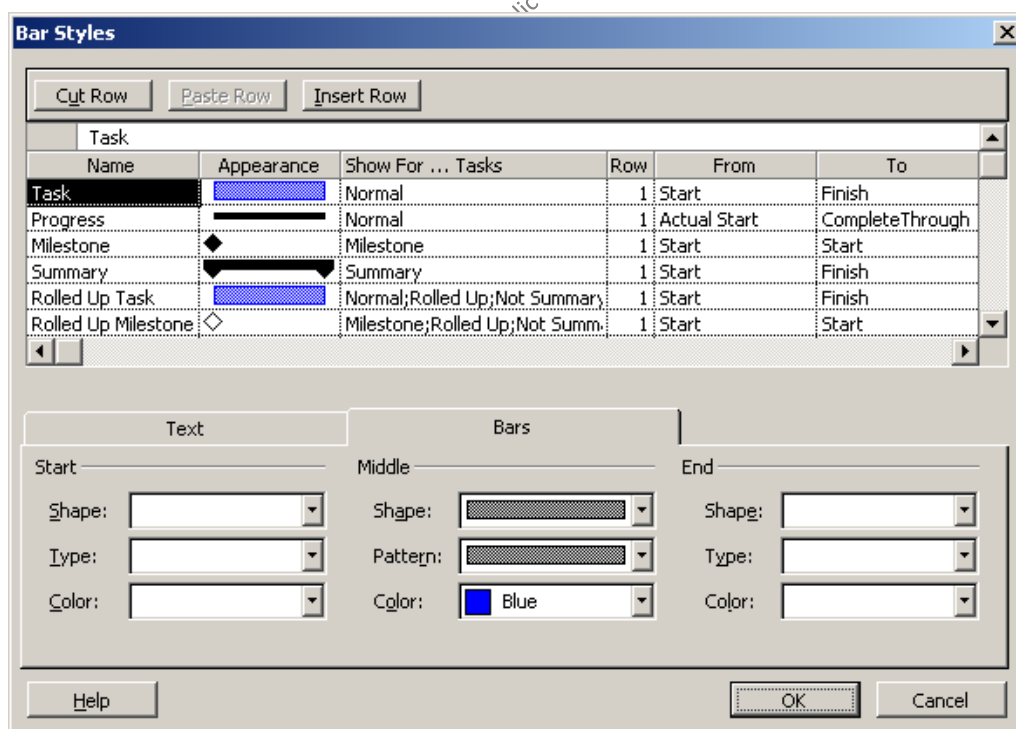 Bar Styles
Cut Row Paste Row Insert Row
Task
Name Appearance Show For ... Tasks Row From To
Task Normal 1 Start Finish
Progress Normal 1 Actual Start CompleteThrough
Milestone Milestone 1 Start Start
Summary Summary 1 Start Finish
Rolled Up Task Normal;Rolled Up;Not Summary 1 Start Finish
Rolled Up Milestone Milestone;Rolled Up;Not Summ 1 Start Start
Text Bars
Start Middle End
Shape: Shape: Shape:
Type: Pattern: Type:
Color: Color: Blue Color:
Help OK Cancel